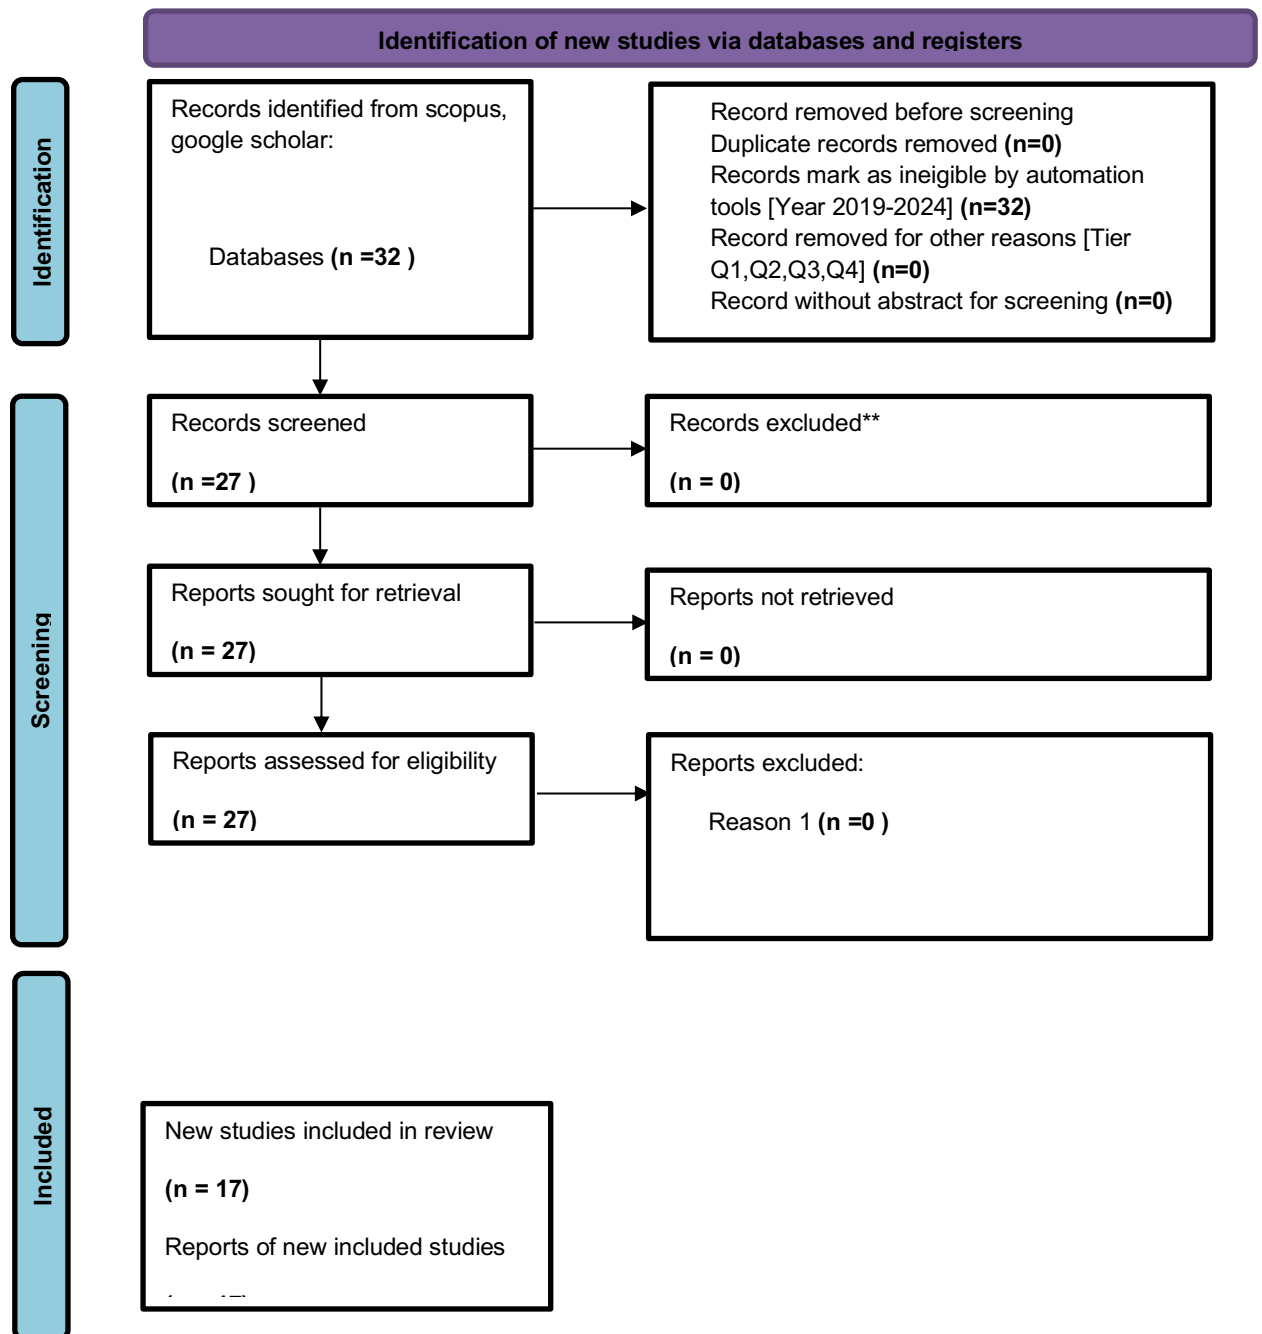 Identification of new studies via databases and registers
Identification
Records identified from scopus,
google scholar:
Databases (n =32 )
Record removed before screening
Duplicate records removed (n=0)
Records mark as ineigible by automation
tools [Year 2019-2024] (n=32)
Record removed for other reasons [Tier
Q1,Q2,Q3,Q4] (n=0)
Record without abstract for screening (n=0)
Screening
Records screened
(n =27 )
Records excluded**
(n = 0)
Reports sought for retrieval
(n = 27)
Reports not retrieved
(n = 0)
Reports assessed for eligibility
(n = 27)
Reports excluded:
Reason 1 (n =0 )
Included
New studies included in review
(n = 17)
Reports of new included studies